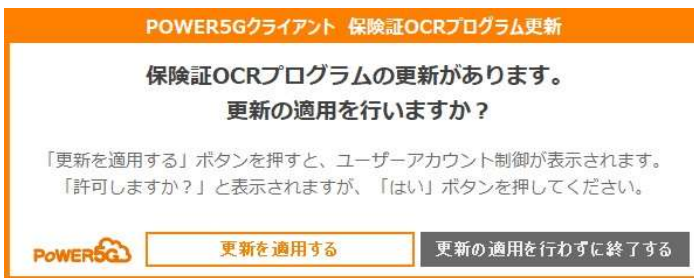 POWER5Gクライアント 保険証OCRプログラム更新
保険証OCRプログラムの更新があります。
更新の適用を行いますか？
「更新を適用する」ボタンを押すと、ユーザーアカウント制御が表示されます。
「許可しますか？」と表示されますが、「はい」ボタンを押してください。
POWER5G
更新を適用する
更新の適用を行わずに終了する